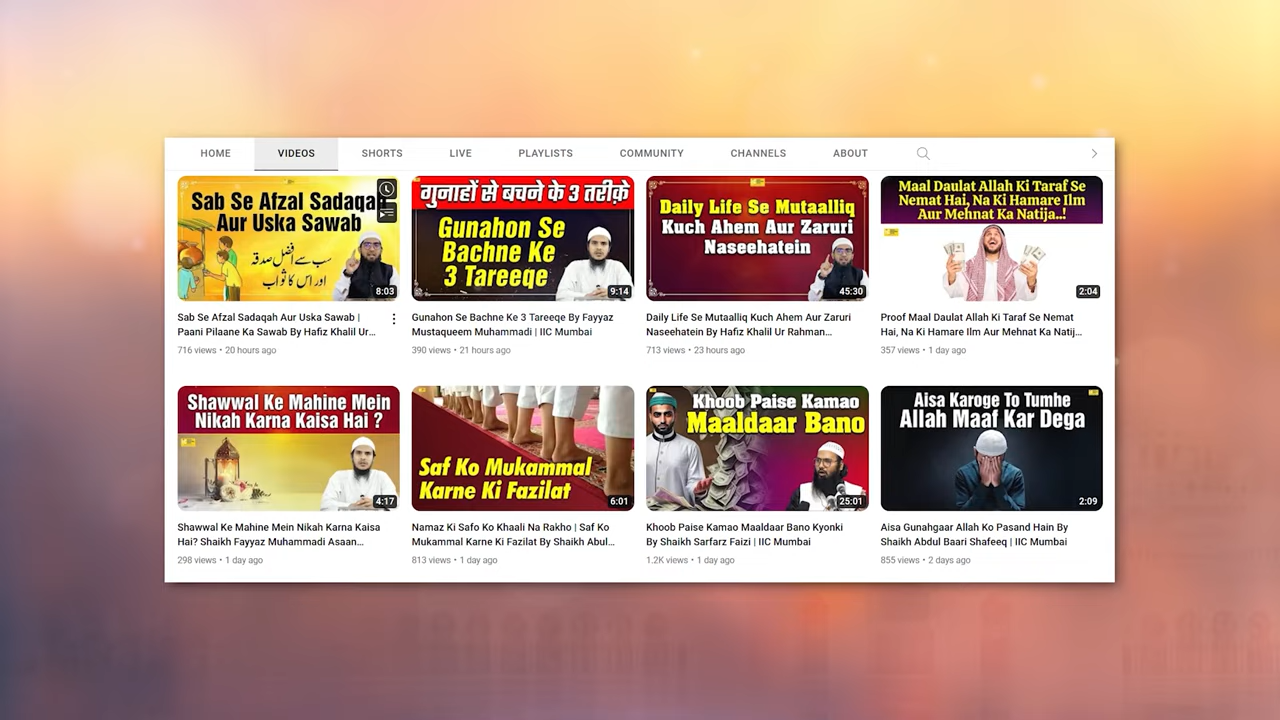 HOME VIDEOS SHORTS LIVE PLAYLISTS COMMUNITY CHANNELS ABOUT
Sab Se Afzal Sadaqah
Aur Uska Sawab
سب سے افضل صدقہ
اور اس کا ثواب
8:03
Sab Se Afzal Sadaqah Aur Uska Sawab |
Paani Pilaane Ka Sawab By Hafiz Khalil Ur...
716 views • 20 hours ago
गुनाहों से बचने के 3 तरीक़े
Gunahon Se
Bachne Ke
3 Tareeqe
9:14
Gunahon Se Bachne Ke 3 Tareeqe By Fayyaz
Mustaqueem Muhammadi | IIC Mumbai
390 views • 21 hours ago
Daily Life Se Mutaalliq
Kuch Ahem Aur Zaruri
Naseehatein
45:30
Daily Life Se Mutaalliq Kuch Ahem Aur Zaruri
Naseehatein By Hafiz Khalil Ur Rahman...
713 views • 23 hours ago
Maal Daulat Allah Ki Taraf Se
Nemat Hai, Na Ki Hamare Ilm
Aur Mehnat Ka Natija..!
2:04
Proof Maal Daulat Allah Ki Taraf Se Nemat
Hai, Na Ki Hamare Ilm Aur Mehnat Ka Natij...
357 views • 1 day ago
Shawwal Ke Mahine Mein
Nikah Karna Kaisa Hai ?
4:17
Shawwal Ke Mahine Mein Nikah Karna Kaisa
Hai? Shaikh Fayyaz Muhammadi Asaan...
298 views • 1 day ago
Saf Ko Mukammal
Karne Ki Fazilat
6:01
Namaz Ki Safo Ko Khaali Na Rakho | Saf Ko
Mukammal Karne Ki Fazilat By Shaikh Abul...
813 views • 1 day ago
Khoob Paise Kamao
Maaldaar Bano
25:01
Khoob Paise Kamao Maaldaar Bano Kyonki
By Shaikh Sarfarz Faizi | IIC Mumbai
1.2K views • 1 day ago
Aisa Karoge To Tumhe
Allah Maaf Kar Dega
2:09
Aisa Gunahgaar Allah Ko Pasand Hain By
Shaikh Abdul Baari Shafeeq | IIC Mumbai
855 views • 2 days ago